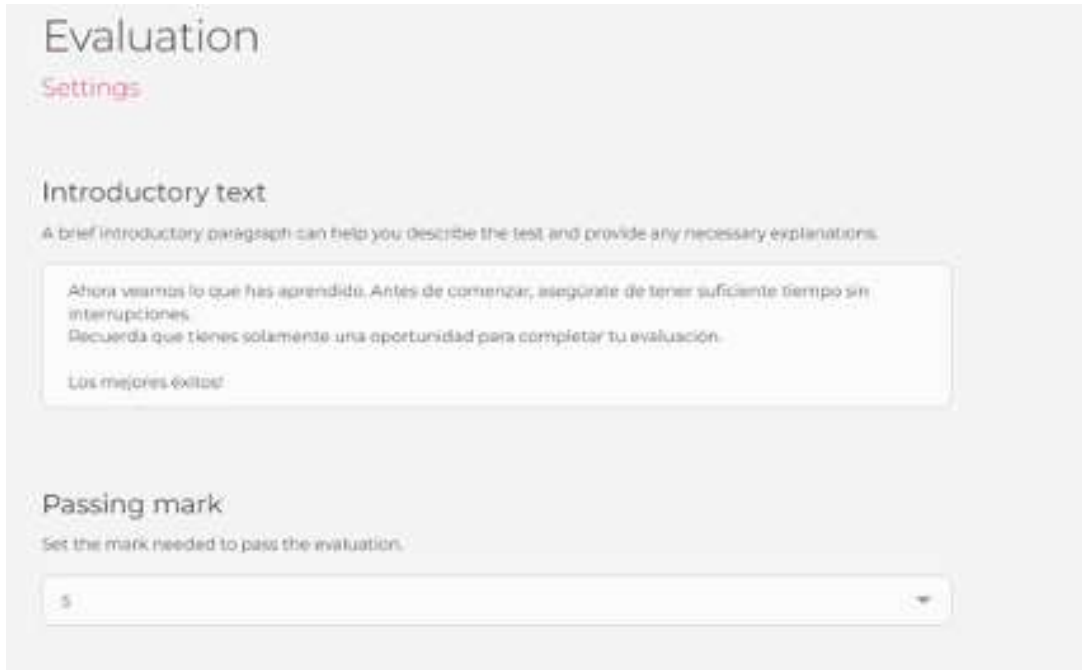 Evaluation
Settings
Introductory text
A brief introductory paragraph can help you describe the test and provide any necessary explanations.
Ahora veamos lo que has aprendido. Antes de comenzar, asegúrate de tener suficiente tiempo sin
interrupciones.
Recuerda que tienes solamente una oportunidad para completar tu evaluación.
Los mejores éxitos!
Passing mark
Set the mark needed to pass the evaluation.
5